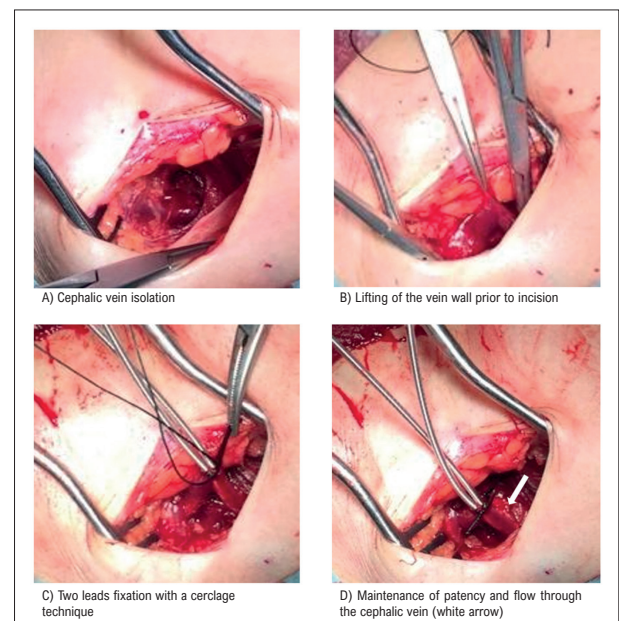 A) Cephalic vein isolation
B) Lifting of the vein wall prior to incision
C) Two leads fixation with a cerclage
technique
D) Maintenance of patency and flow through
the cephalic vein (white arrow)